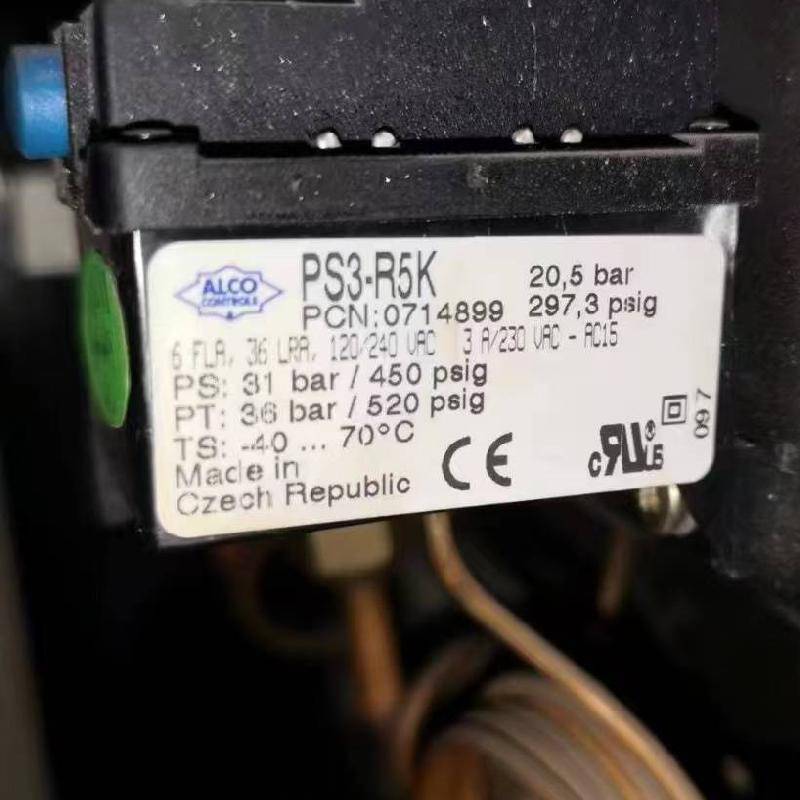 ALCO
CONTROLS
PS3-R5K
20,5 bar
PCN:0714899
297,3 psig
6 FLA, 36 LRA, 120/240 VAC 3 A/230 VAC - AC15
PS: 31 bar / 450 psig
PT: 36 bar / 520 psig
TS: -40 ... 70°C
Made in
Czech Republic
CE
c RU US
097